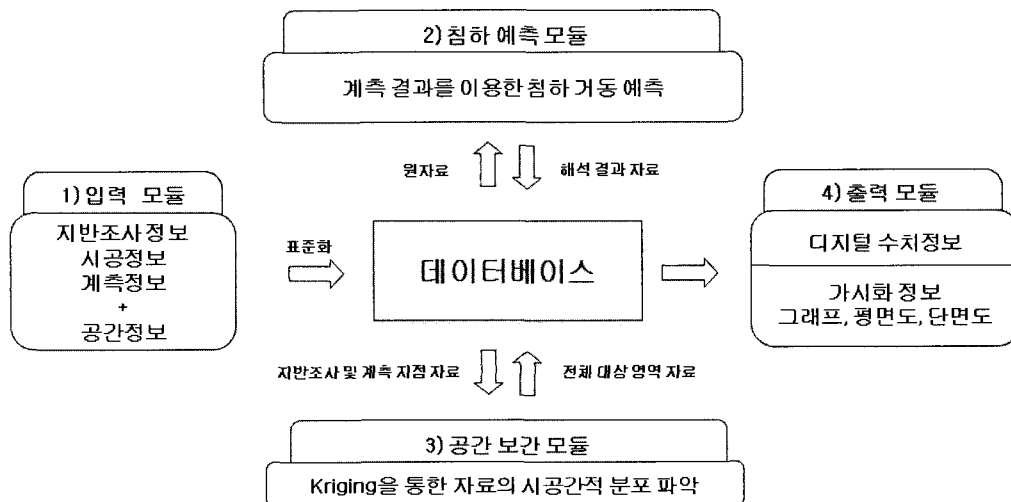 2) 침하 예측 모듈
계측 결과를 이용한 침하 거동 예측
원자료
해석 결과 자료
1) 입력 모듈
지반조사 정보
시공정보
계측정보
+
공간정보
표준화
데이터베이스
4) 출력 모듈
디지털 수치정보
가시화 정보
그래프, 평면도, 단면도
지반조사 및 계측 지점 자료
전체 대상 영역 자료
3) 공간 보간 모듈
Kriging을 통한 자료의 시공간적 분포 파악